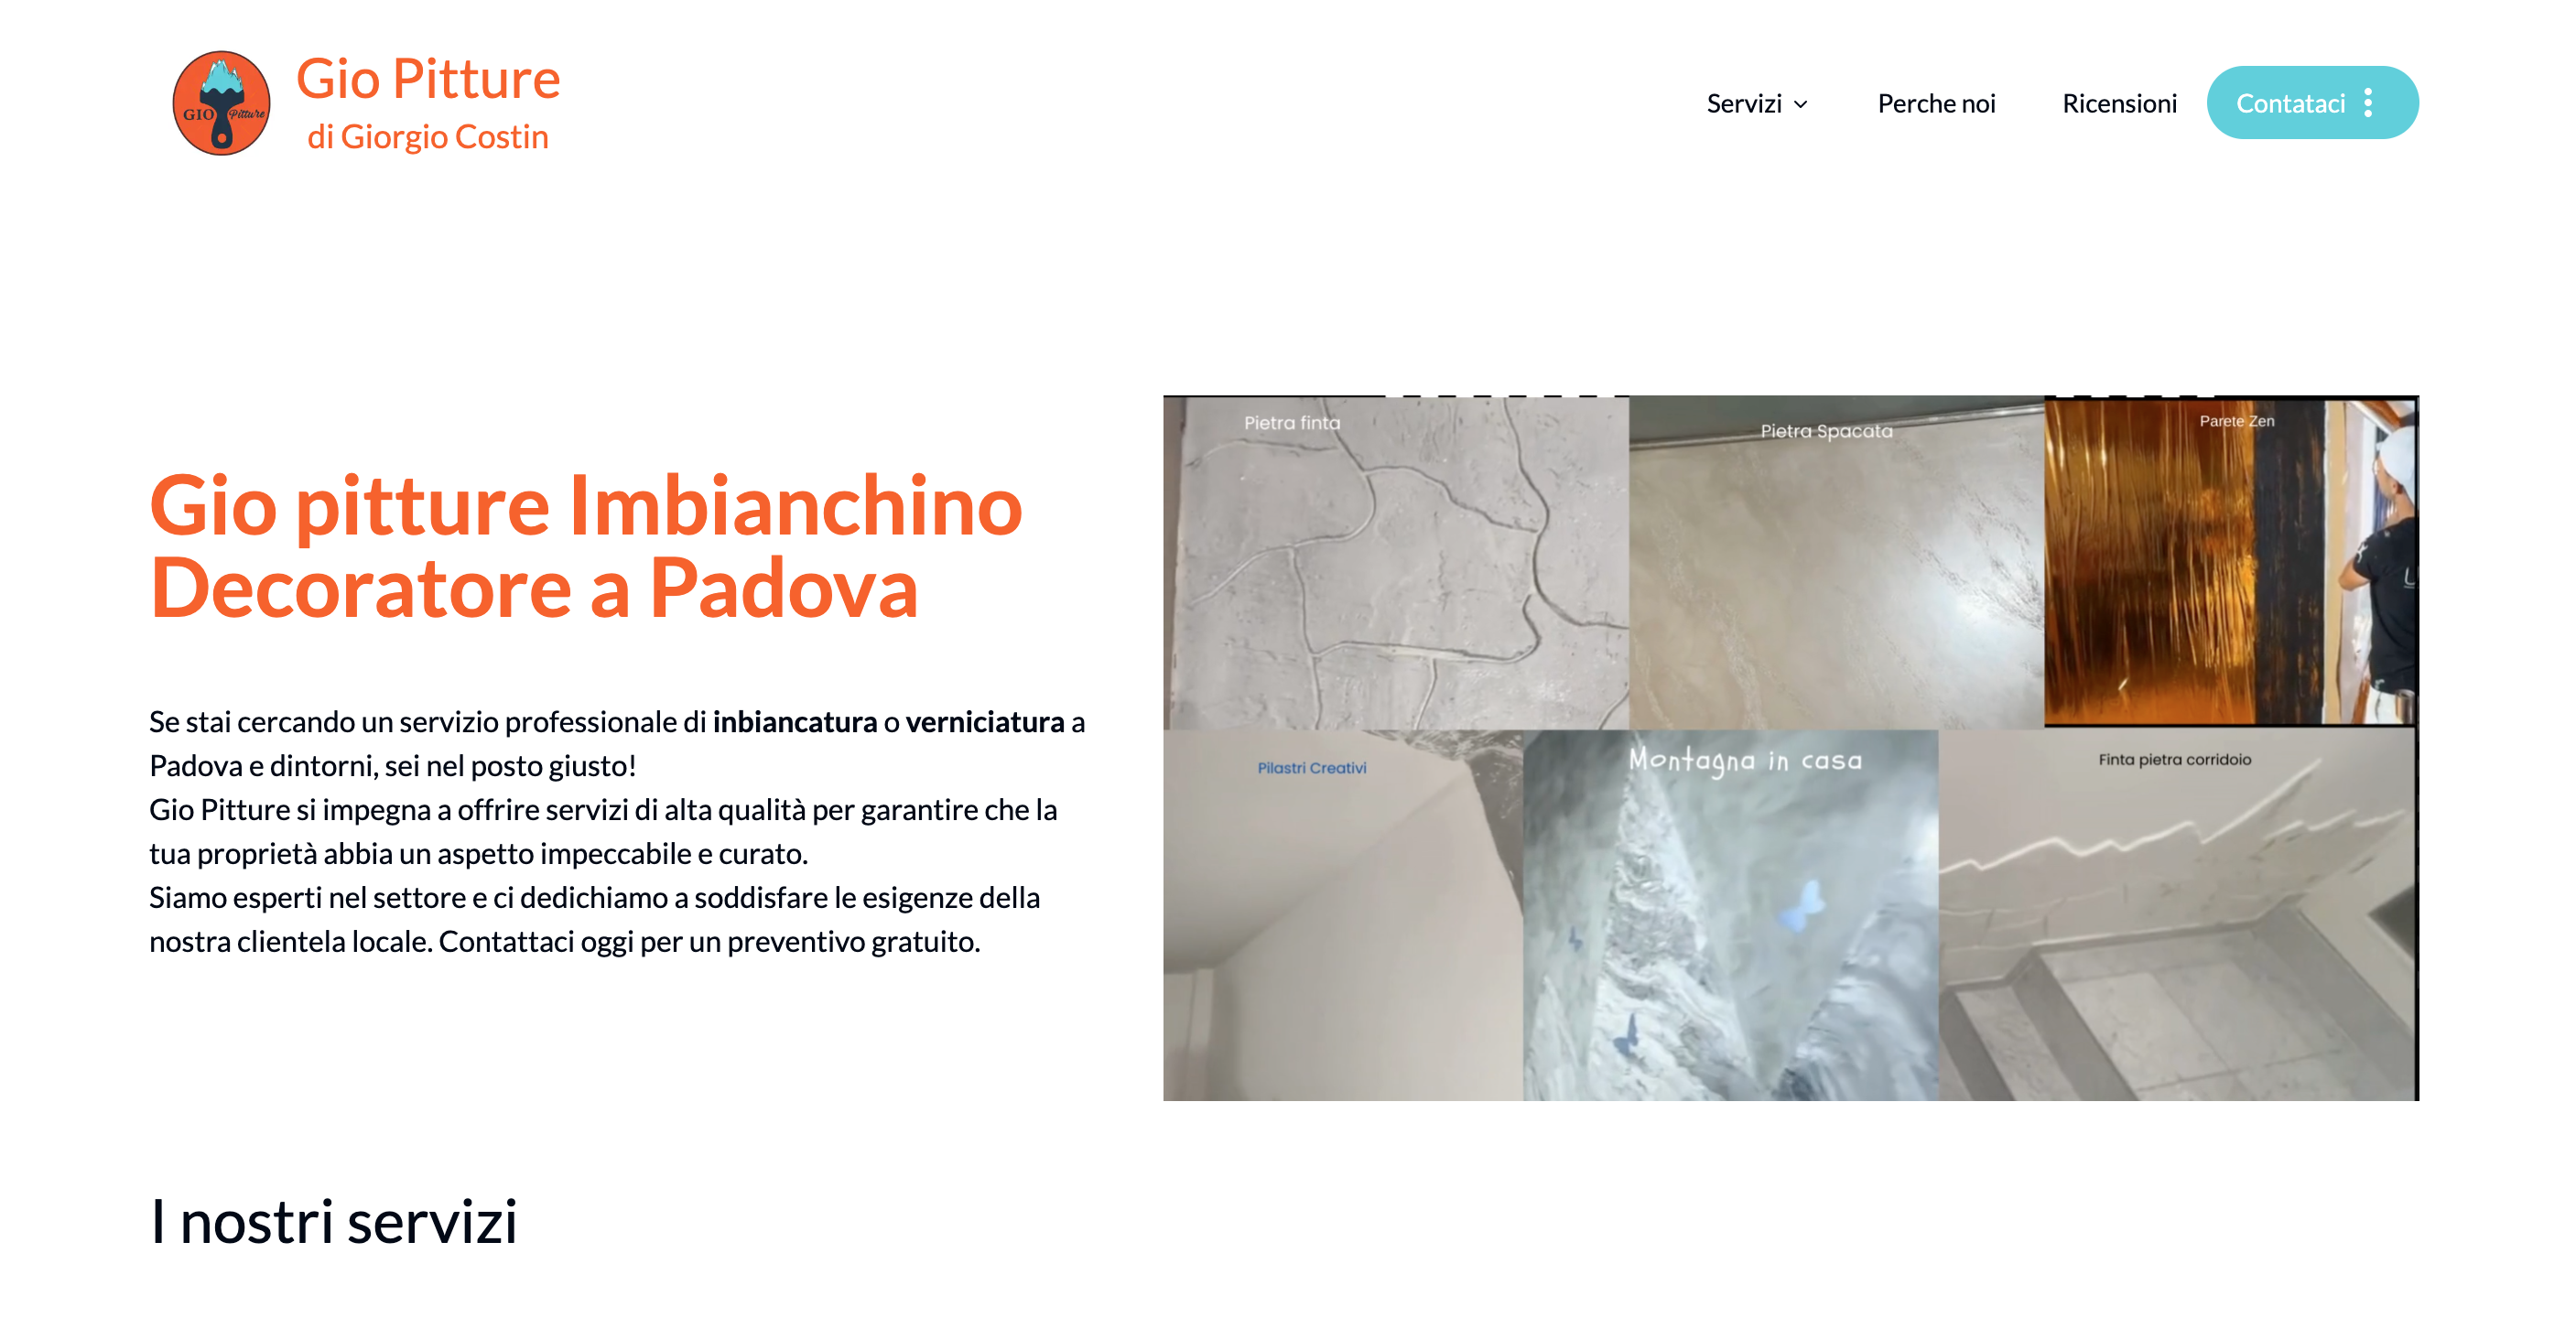 GIO Pitture
Gio Pitture
di Giorgio Costin
Servizi
Perche noi
Ricensioni
Contataci
Gio pitture Imbianchino
Decoratore a Padova
Se stai cercando un servizio professionale di inbiancatura o verniciatura a
Padova e dintorni, sei nel posto giusto!
Gio Pitture si impegna a offrire servizi di alta qualità per garantire che la
tua proprietà abbia un aspetto impeccabile e curato.
Siamo esperti nel settore e ci dedichiamo a soddisfare le esigenze della
nostra clientela locale. Contattaci oggi per un preventivo gratuito.
Pietra finta
Pietra Spacata
Parete Zen
Pilastri Creativi
Montagna in casa
Finta pietra corridoio
I nostri servizi